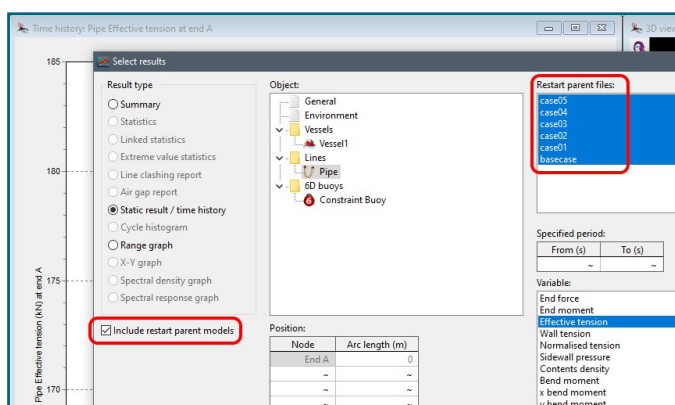 Time history: Pipe Effective tension at end A
3D view
Select results
Result type
Summary
Statistics
Linked statistics
Extreme value statistics
Line clashing report
Air gap report
Static result / time history
Cycle histogram
Range graph
X-Y graph
Spectral density graph
Spectral response graph
Include restart parent models
Object:
General
Environment
Vessels
Vessel1
Lines
Pipe
6D buoys
6 Constraint Buoy
Position:
Node Arc length (m)
End A 0
~ ~
~ ~
~ ~
Restart parent files:
case05
case04
case03
case02
case01
basecase
Specified period:
From (s) To (s)
~ ~
Variable:
End force
End moment
Effective tension
Wall tension
Normalised tension
Sidewall pressure
Contents density
Bend moment
x bend moment
y bend moment
185
180
175
170
Pipe Effective tension (kN) at end A